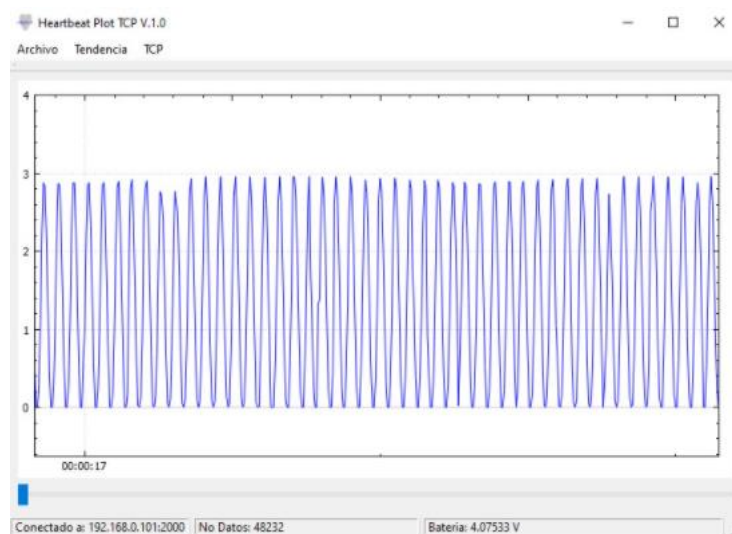 Heartbeat Plot TCP V.1.0
Archivo Tendencia TCP
4
3
2
1
0
00:00:17
Conectado a: 192.168.0.101:2000 No Datos: 48232 Bateria: 4.07533 V